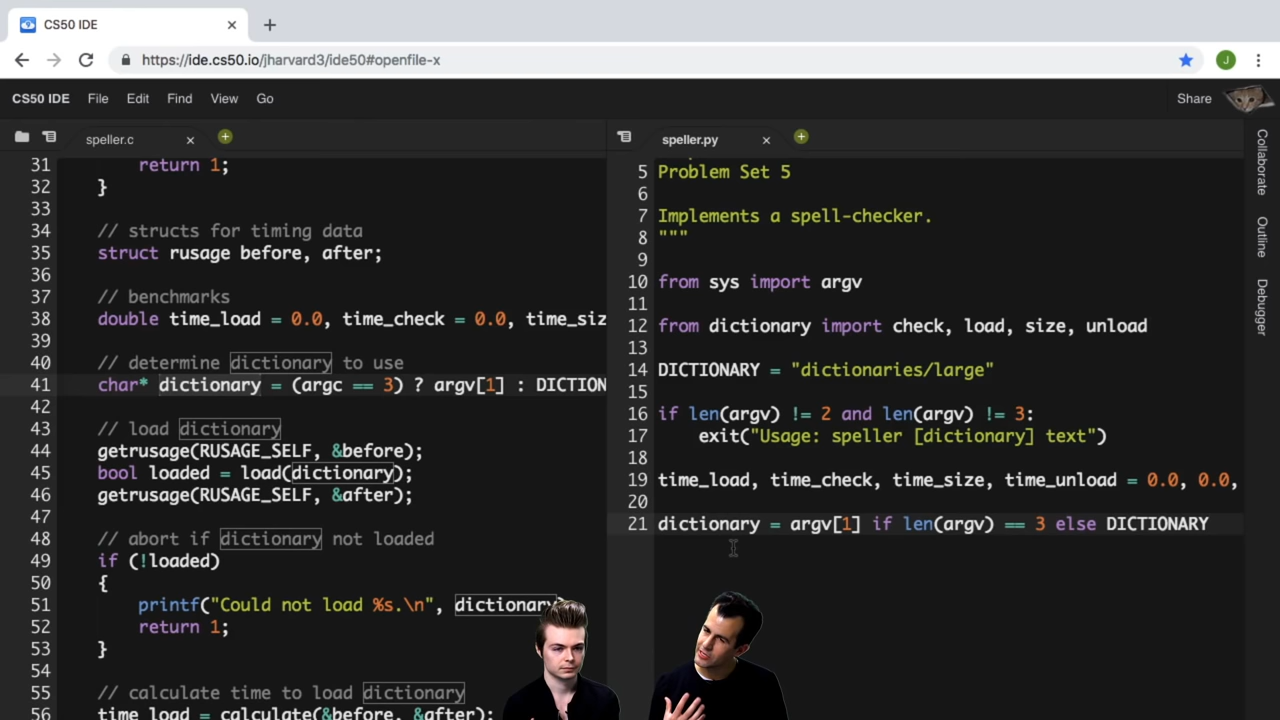 CS50 IDE
https://ide.cs50.io/jharvard3/ide50#openfile-x
J
CS50 IDE File Edit Find View Go Share
speller.c
31 return 1;
32 }
33
34 // structs for timing data
35 struct rusage before, after;
36
37 // benchmarks
38 double time_load = 0.0, time_check = 0.0, time_siz
39
40 // determine dictionary to use
41 char* dictionary = (argc == 3) ? argv[1] : DICTION
42
43 // load dictionary
44 getrusage(RUSAGE_SELF, &before);
45 bool loaded = load(dictionary);
46 getrusage(RUSAGE_SELF, &after);
47
48 // abort if dictionary not loaded
49 if (!loaded)
50 {
51 printf("Could not load %s.\n", dictionary)
52 return 1;
53 }
54
55 // calculate time to load dictionary
56 time_load = calculate(&before, &after);
speller.py
5 Problem Set 5
6
7 Implements a spell-checker.
8 """
9
10 from sys import argv
11
12 from dictionary import check, load, size, unload
13
14 DICTIONARY = "dictionaries/large"
15
16 if len(argv) != 2 and len(argv) != 3:
17 exit("Usage: speller [dictionary] text")
18
19 time_load, time_check, time_size, time_unload = 0.0, 0.0,
20
21 dictionary = argv[1] if len(argv) == 3 else DICTIONARY
Collaborate
Outline
Debugger